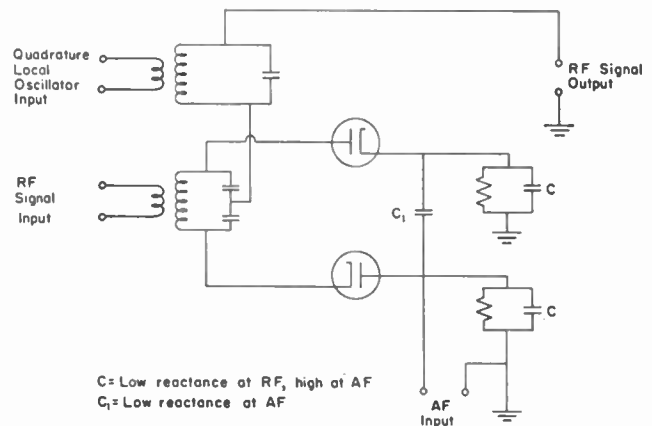 Quadrature
Local
Oscillator
Input
RF Signal
Output
RF
Signal
Input
C
C1
C
C = Low reactance at RF, high at AF
C1 = Low reactance at AF
AF
Input